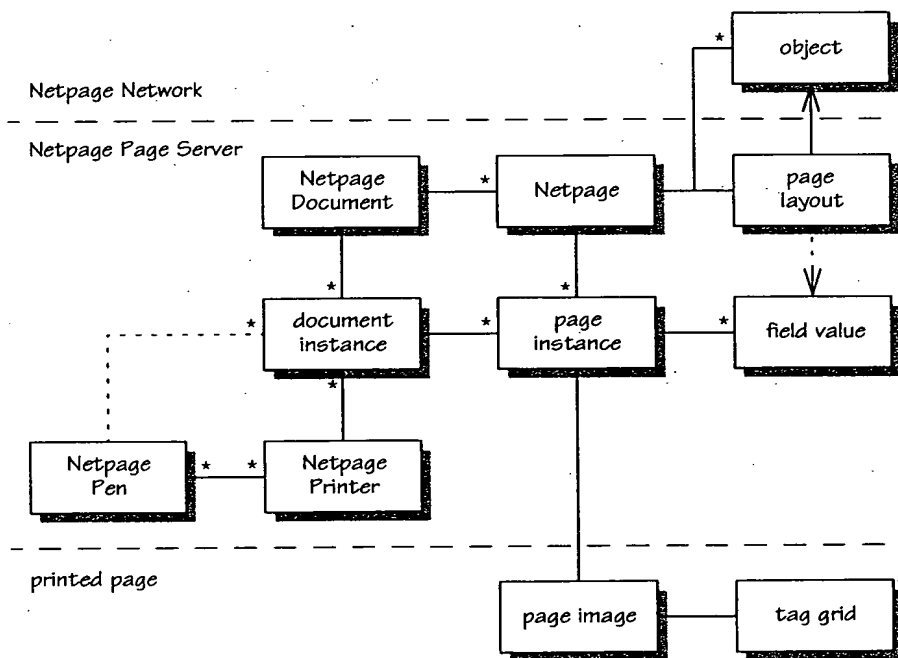 *
object
Netpage Network
Netpage Page Server
Netpage
Document
*
Netpage
page
layout
*
*
*
document
instance
*
page
instance
*
field value
*
Netpage
Pen
*
*
Netpage
Printer
printed page
page image
tag grid